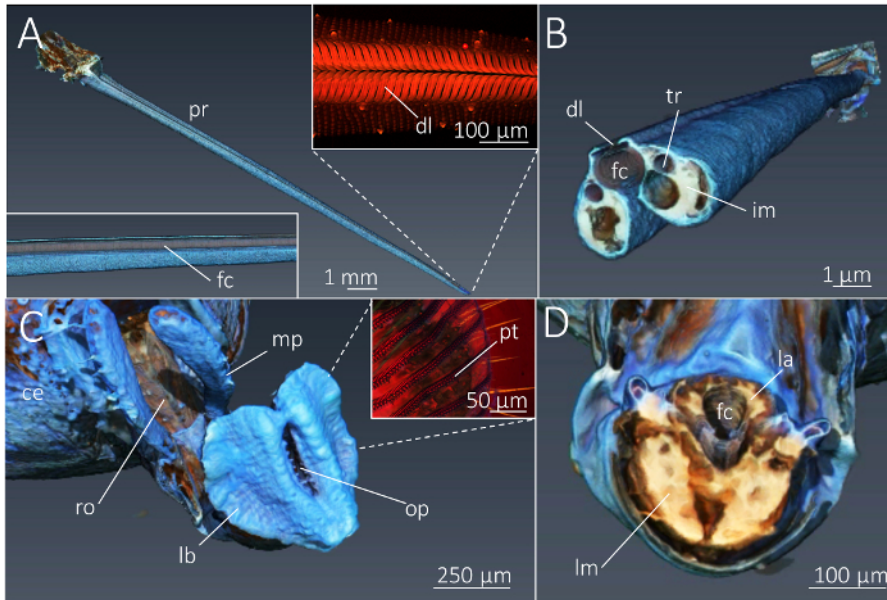 A
pr
dl
100 µm
fc
1 mm
B
dl
tr
fc
im
1 µm
C
ce
mp
ro
lb
op
250 µm
pt
50 µm
D
la
fc
lm
100 µm